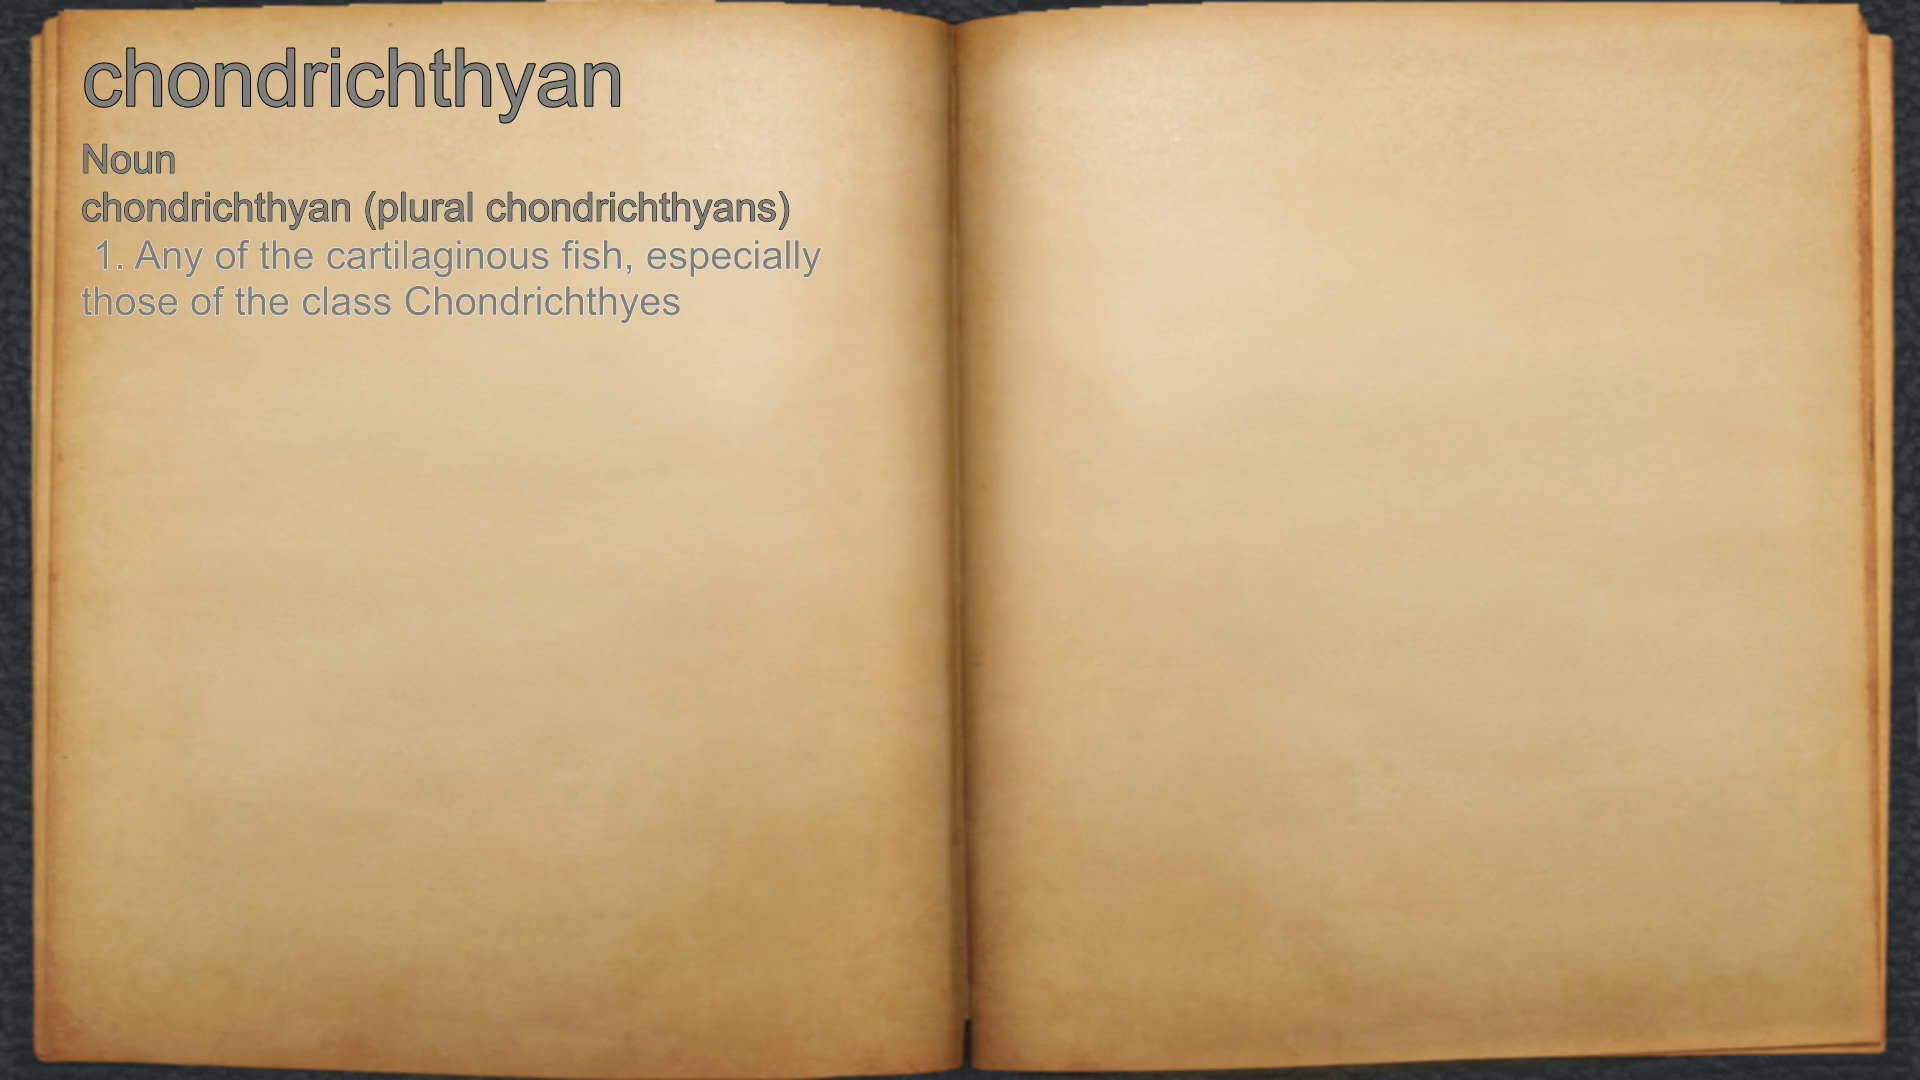 chondrichthyan
Noun
chondrichthyan (plural chondrichthyans)
1. Any of the cartilaginous fish, especially
those of the class Chondrichthyes